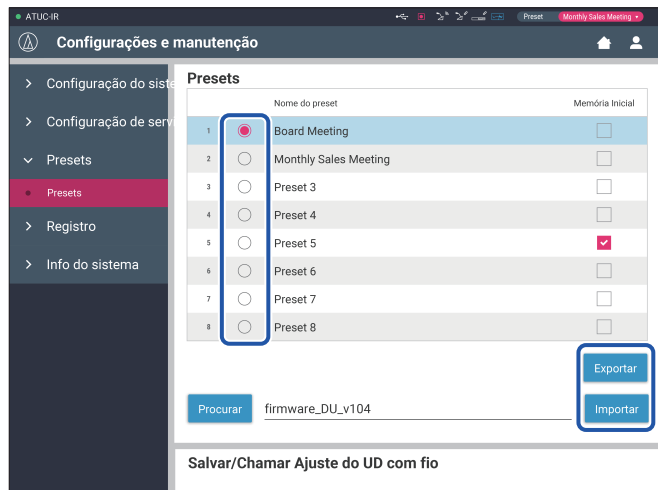 ATUC-IR
Preset Monthly Sales Meeting
Configurações e manutenção
Configuração do siste
Configuração de serv
Presets
Presets
Registro
Info do sistema
Presets
Nome do preset Memória Inicial
1 Board Meeting
2 Monthly Sales Meeting
3 Preset 3
4 Preset 4
5 Preset 5
6 Preset 6
7 Preset 7
8 Preset 8
Exportar
Procurar firmware_DU_v104 Importar
Salvar/Chamar Ajuste do UD com fio